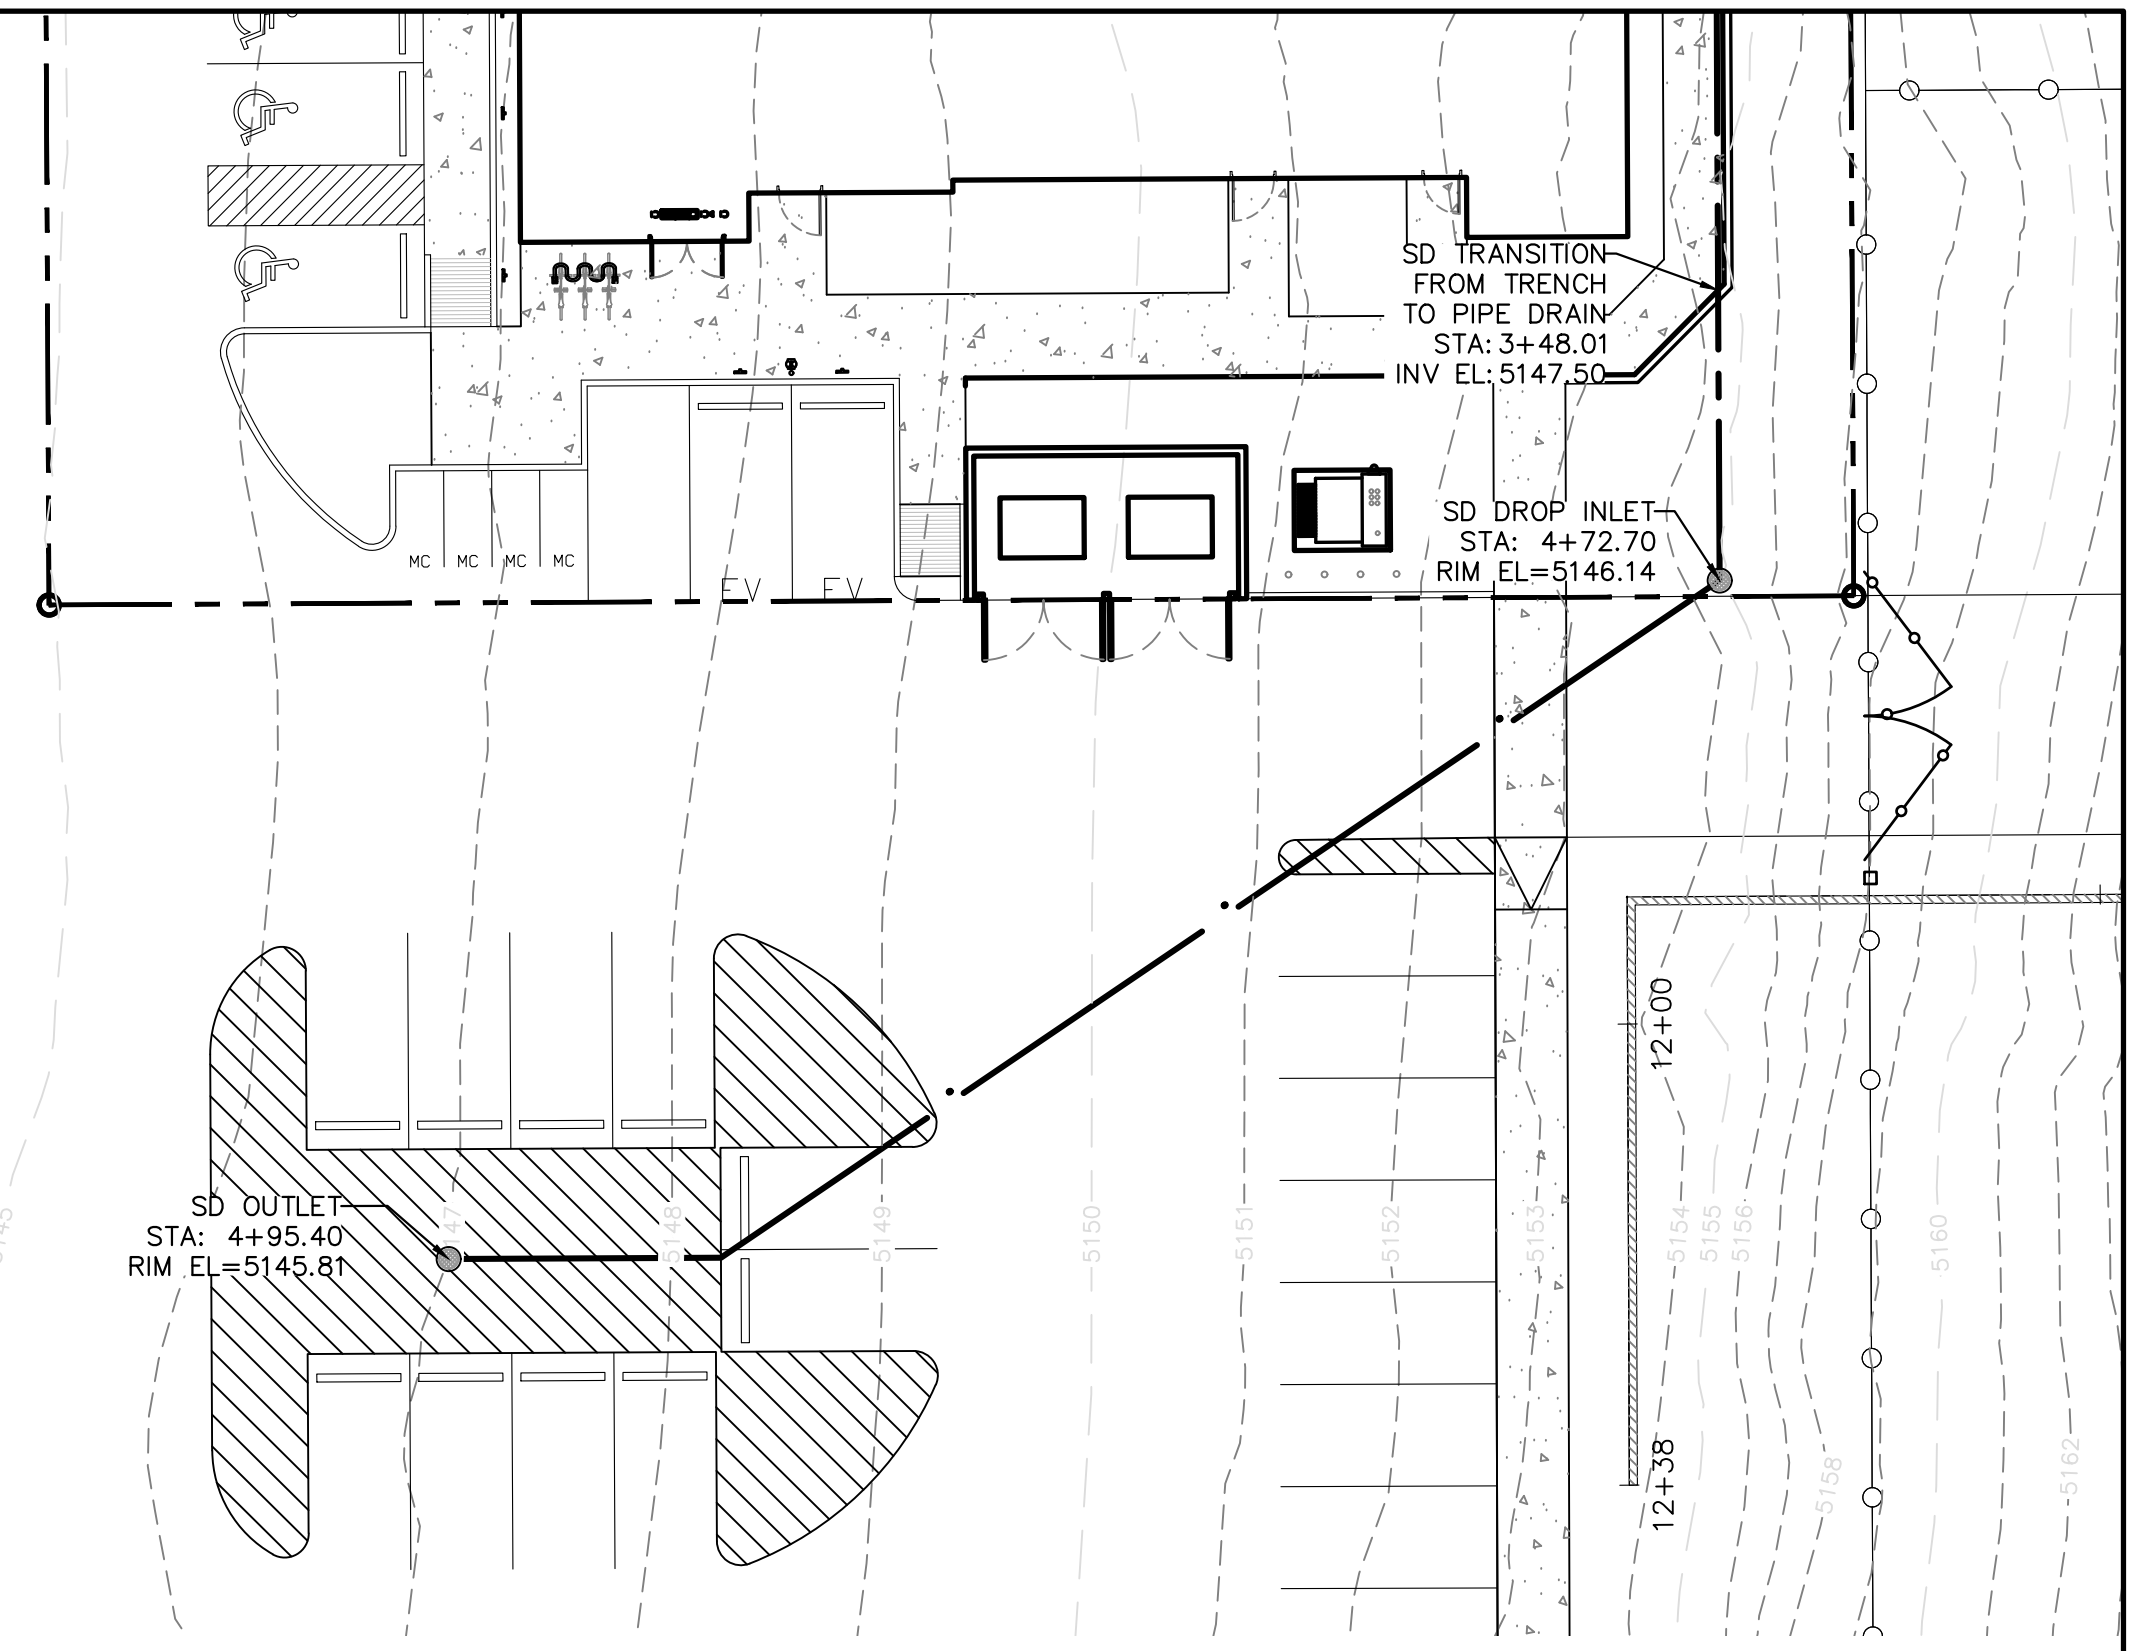 SD TRANSITION
FROM TRENCH
TO PIPE DRAIN
STA: 3+48.01
INV EL: 5147.50
SD DROP INLET
STA: 4+72.70
RIM EL=5146.14
MC MC MC MC
EV EV
12+00
SD OUTLET
STA: 4+95.40
RIM EL=5145.81
5148
5149
5150
5151
5152
5153
5154
5155
5156
5160
12+38
5158
5162